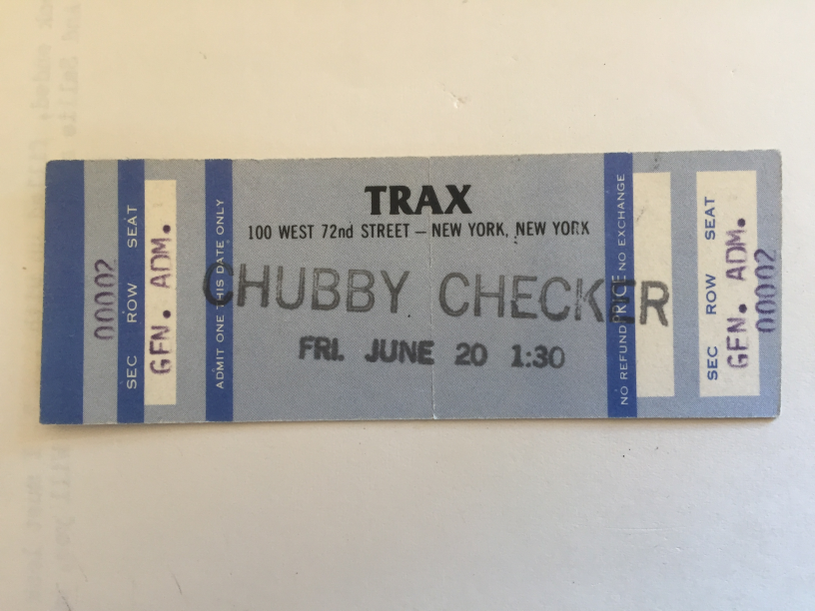 00002
SEC ROW SEAT
GEN. ADM.
ADMIT ONE THIS DATE ONLY
TRAX
100 WEST 72nd STREET – NEW YORK, NEW YORK
CHUBBY CHECKER
FRI. JUNE 20 1:30
NO REFUND PRICE NO EXCHANGE
SEC ROW SEAT
GEN. ADM.
00002